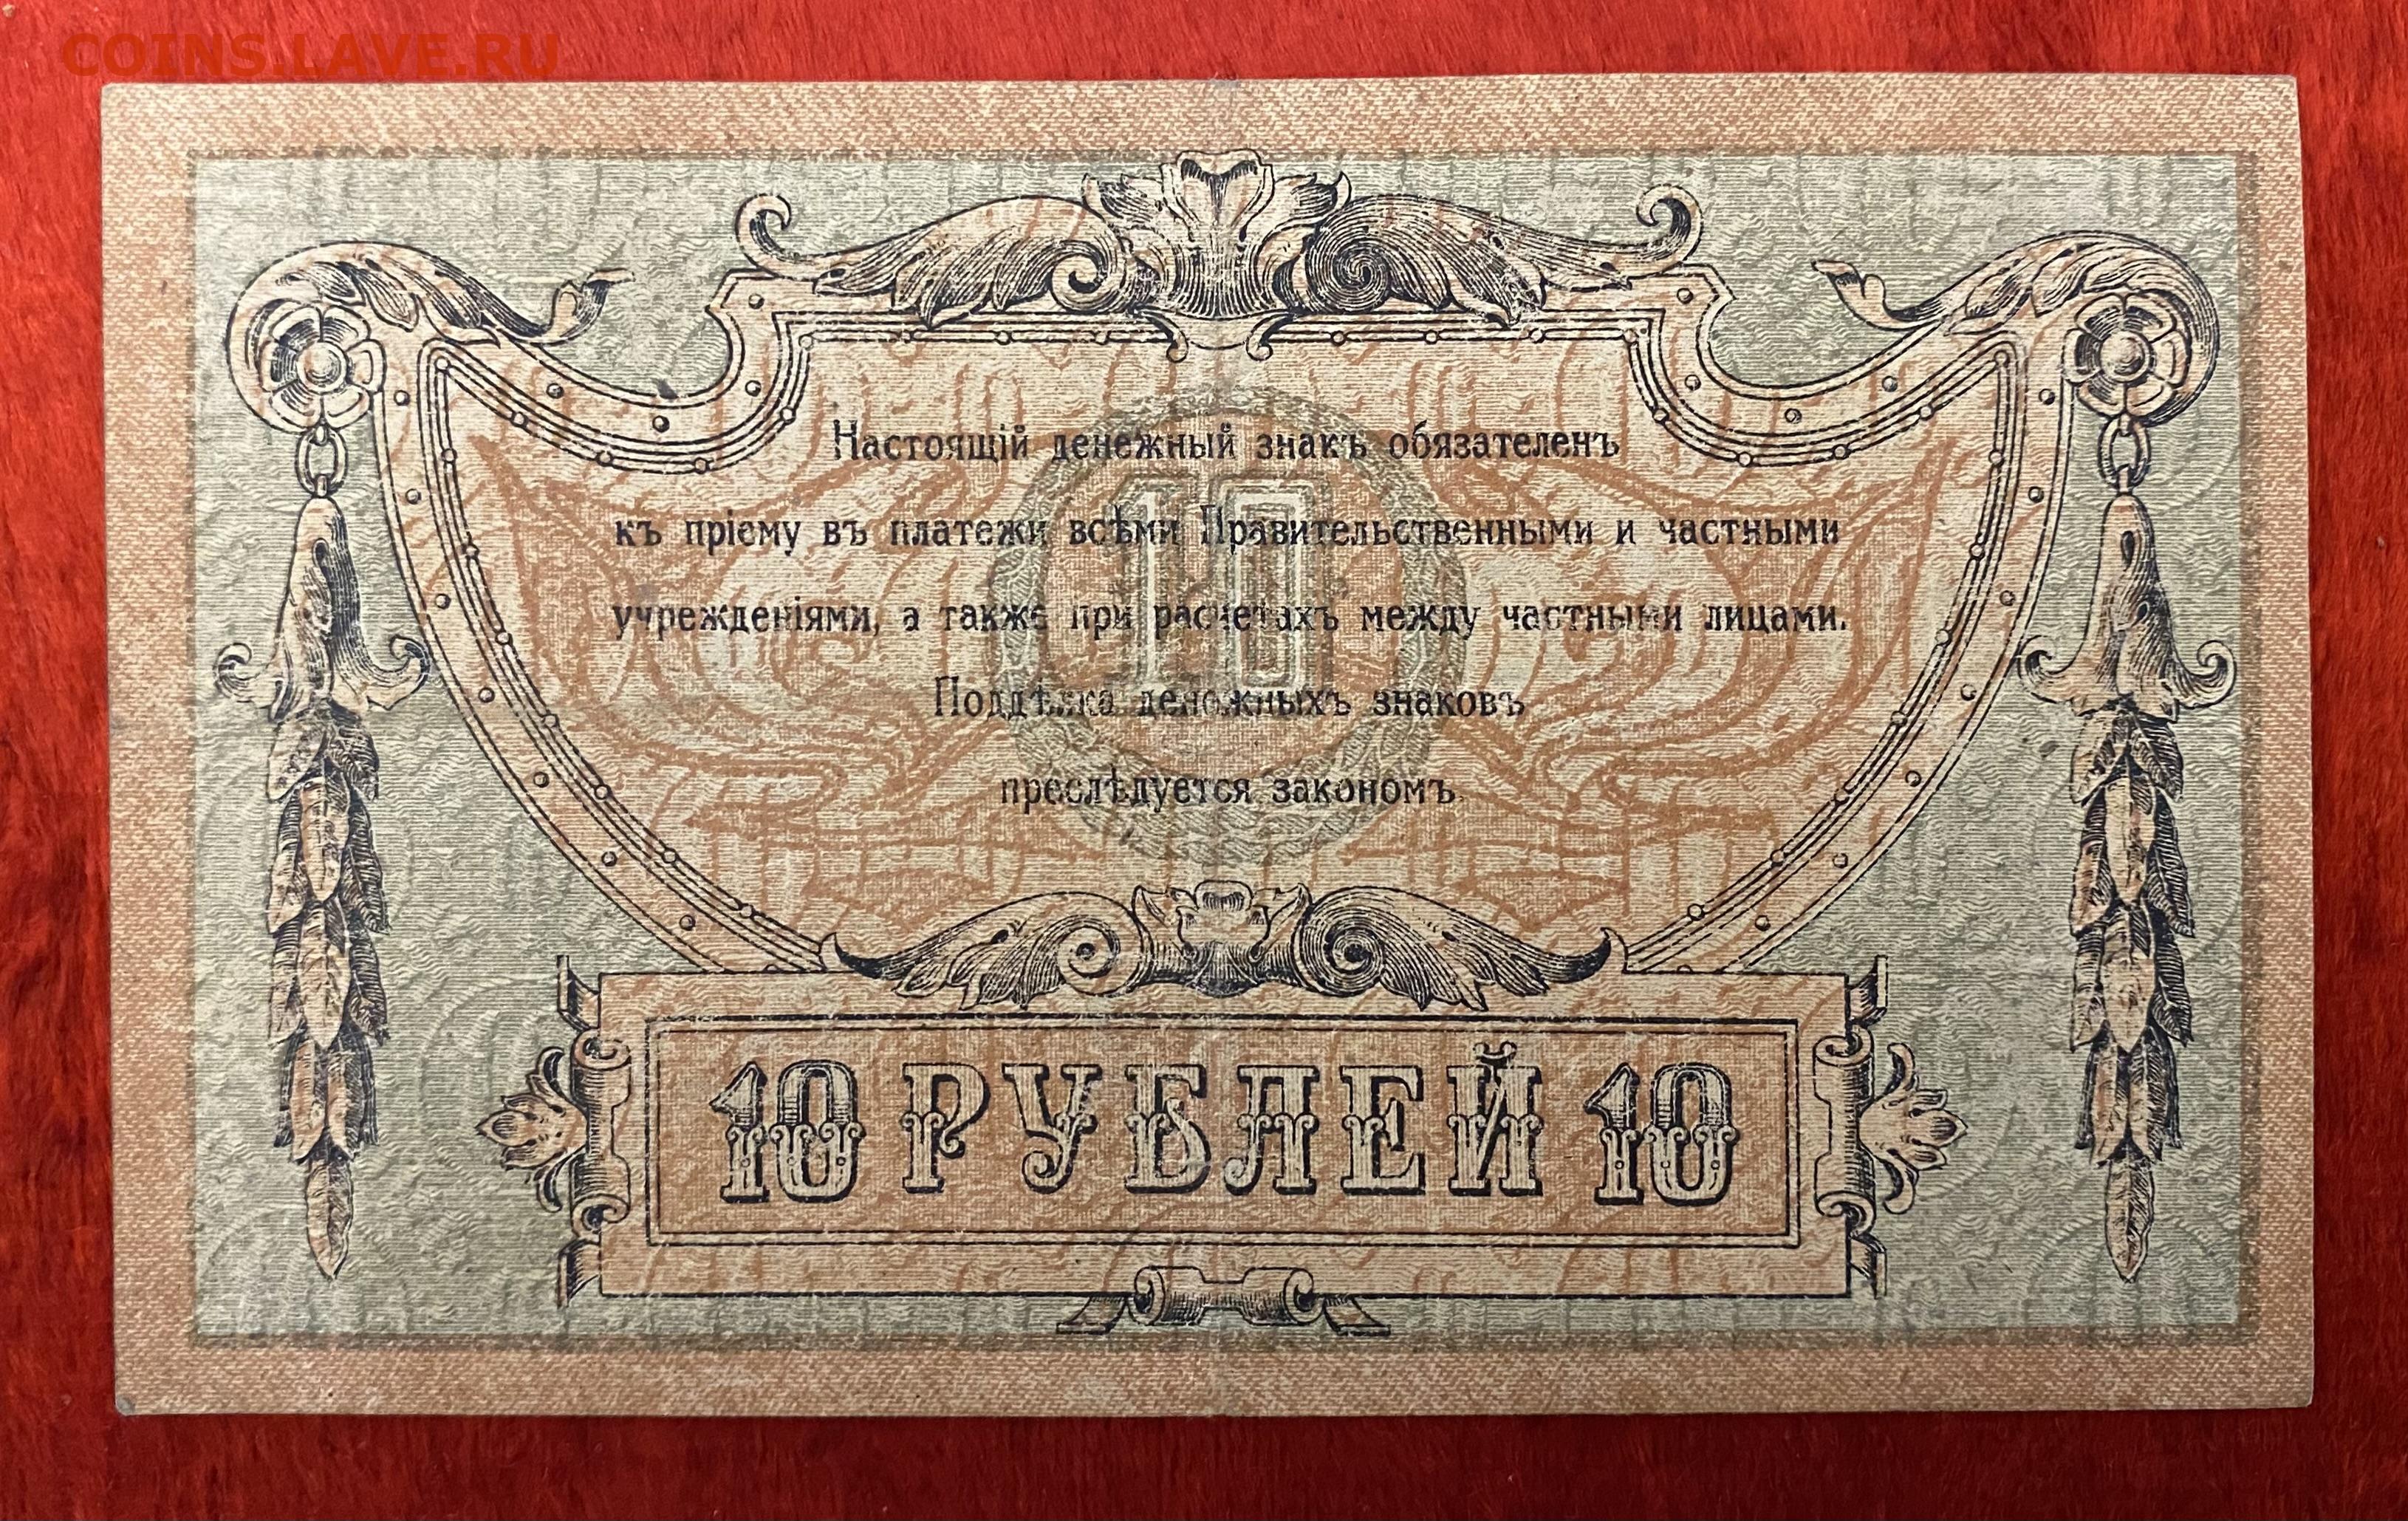 COINS.LAVE.RU
Настоящій денежный знакъ обязателенъ
къ пріему въ платежи всѣми Правительственными и частными
учрежденіями, а также при расчетахъ между частными лицами.
10
Поддѣлка денежныхъ знаковъ
преслѣдуется закономъ.
10 РУБЛЕЙ 10